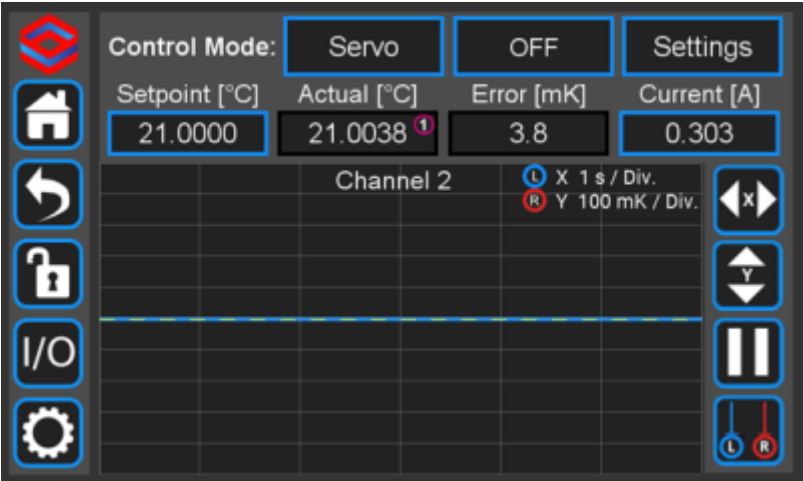 Control Mode: Servo OFF Settings
Setpoint [°C] Actual [°C] Error [mK] Current [A]
21.0000 21.0038 1 3.8 0.303
Channel 2
L X 1 s / Div.
R Y 100 mK / Div.
X
Y
I/O
L R